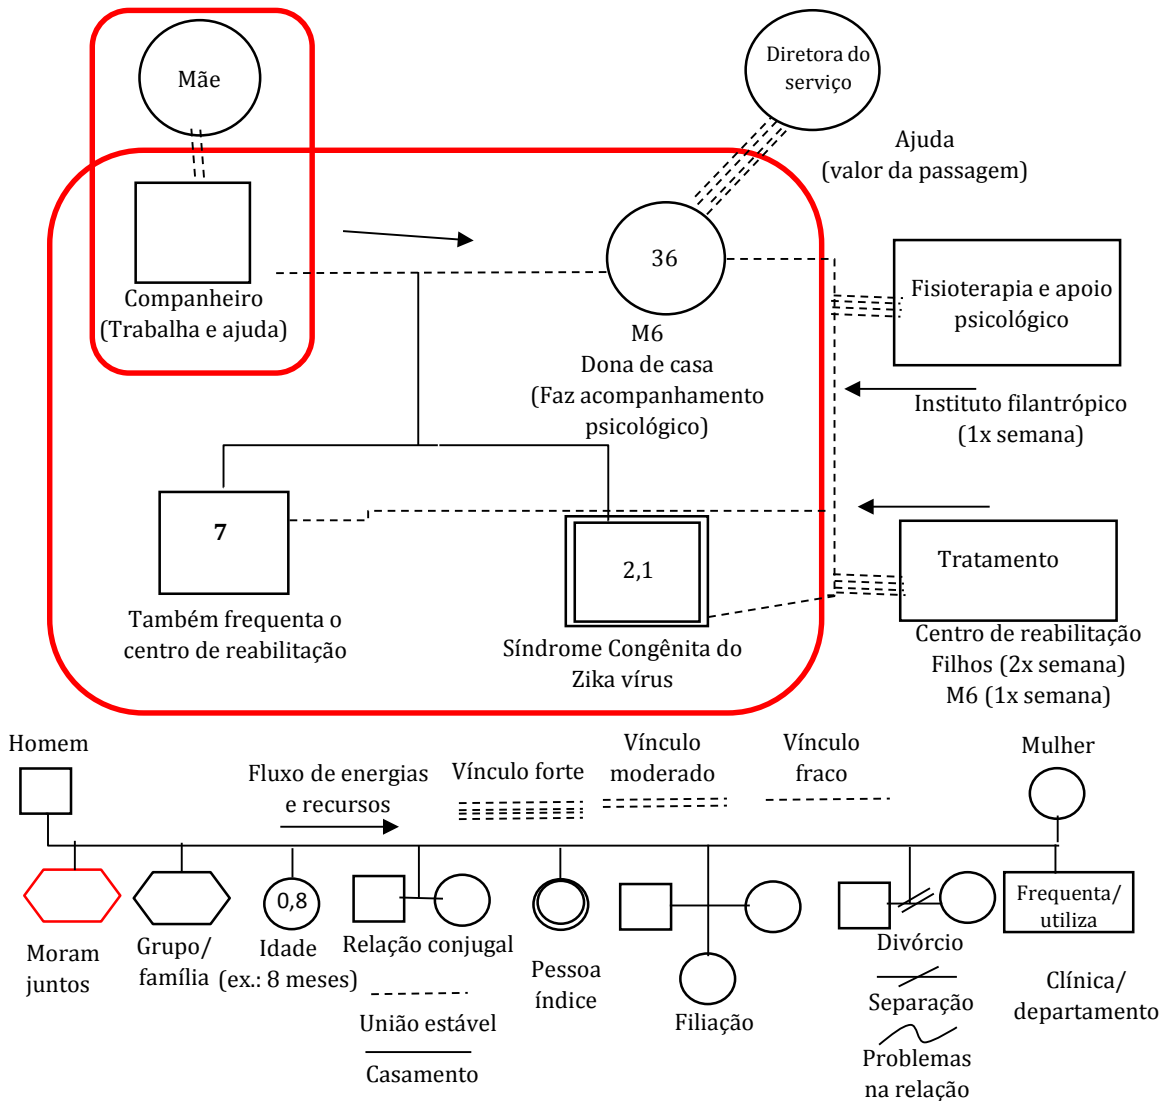 Mãe
Diretora do
serviço
Ajuda
(valor da passagem)
Companheiro
(Trabalha e ajuda)
36
M6
Dona de casa
(Faz acompanhamento
psicológico)
Fisioterapia e apoio
psicológico
Instituto filantrópico
(1x semana)
7
Também frequenta o
centro de reabilitação
2,1
Síndrome Congênita do
Zika vírus
Tratamento
Centro de reabilitação
Filhos (2x semana)
M6 (1x semana)
Homem
Fluxo de energias
e recursos
Vínculo forte
Vínculo
moderado
Vínculo
fraco
Mulher
Moram
juntos
Grupo/
família
0,8
Idade
(ex.: 8 meses)
Relação conjugal
União estável
Casamento
Pessoa
índice
Filiação
Divórcio
Separação
Problemas
na relação
Frequenta/
utiliza
Clínica/
departamento